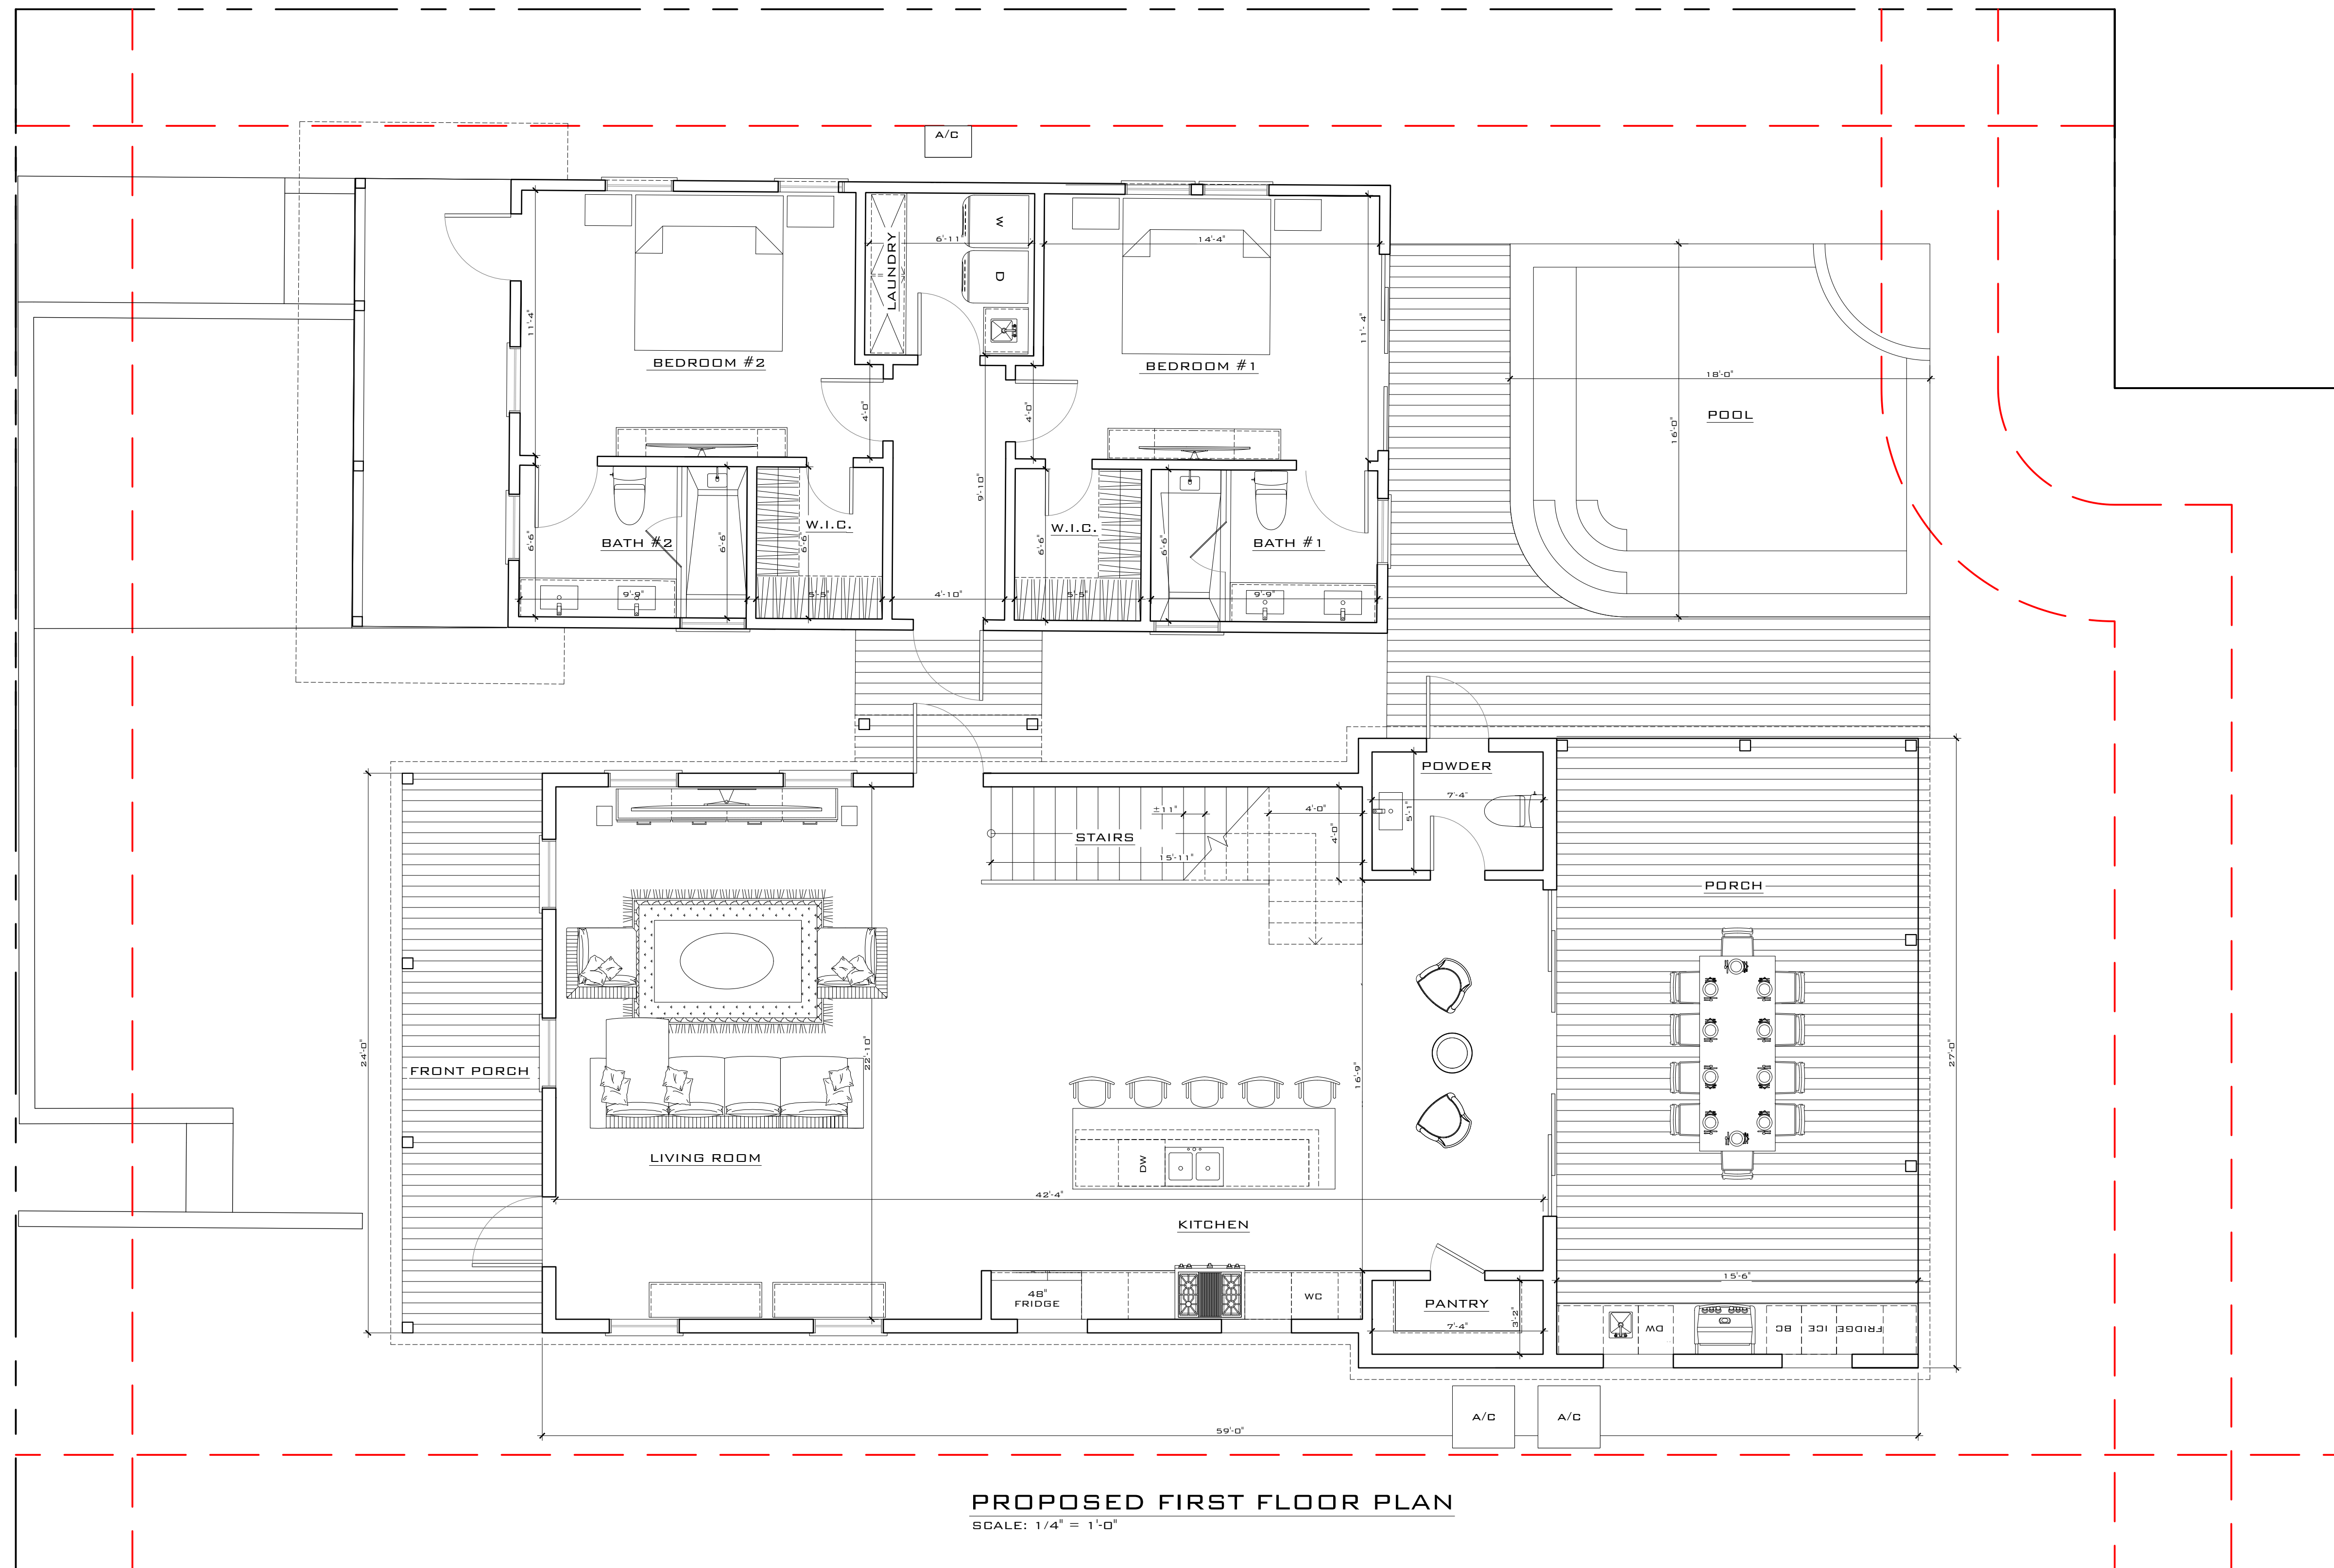 A/C
W
6'-11"
14'-4"
LAUNDRY
D
11'-4"
11'-4"
BEDROOM #2
BEDROOM #1
18'-0"
4'-0"
4'-0"
POOL
16'-0"
9'-10"
W.I.C.
W.I.C.
BATH #2
BATH #1
6'-6"
6'-6"
6'-6"
6'-6"
6'-6"
9'-9"
5'-5"
4'-10"
5'-5"
9'-9"
POWDER
7'-4"
5'-1"
±11"
4'-0"
4'-0"
STAIRS
15'-11"
PORCH
24'-0"
22'-10"
27'-0"
FRONT PORCH
16'-9"
LIVING ROOM
DW
42'-4"
KITCHEN
15'-6"
48"
FRIDGE
WC
PANTRY
3'-2"
7'-4"
DW
BC
ICE
FRIDGE
A/C
A/C
59'-0"
PROPOSED FIRST FLOOR PLAN
SCALE: 1/4" = 1'-0"